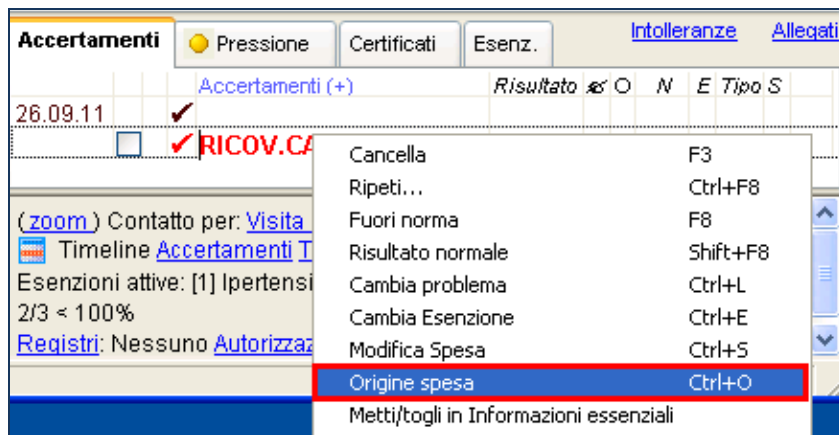 Intolleranze Allegati
Accertamenti Pressione Certificati Esenz.
Accertamenti (+) Risultato O N E Tipo S
26.09.11
RICOV.CA
Cancella F3
Ripeti... Ctrl+F8
Fuori norma F8
Risultato normale Shift+F8
Cambia problema Ctrl+L
Cambia Esenzione Ctrl+E
Modifica Spesa Ctrl+S
Origine spesa Ctrl+O
Metti/togli in Informazioni essenziali
(zoom) Contatto per: Visita
Timeline Accertamenti T
Esenzioni attive: [1] Ipertensi
2/3 < 100%
Registri: Nessuno Autorizzaz